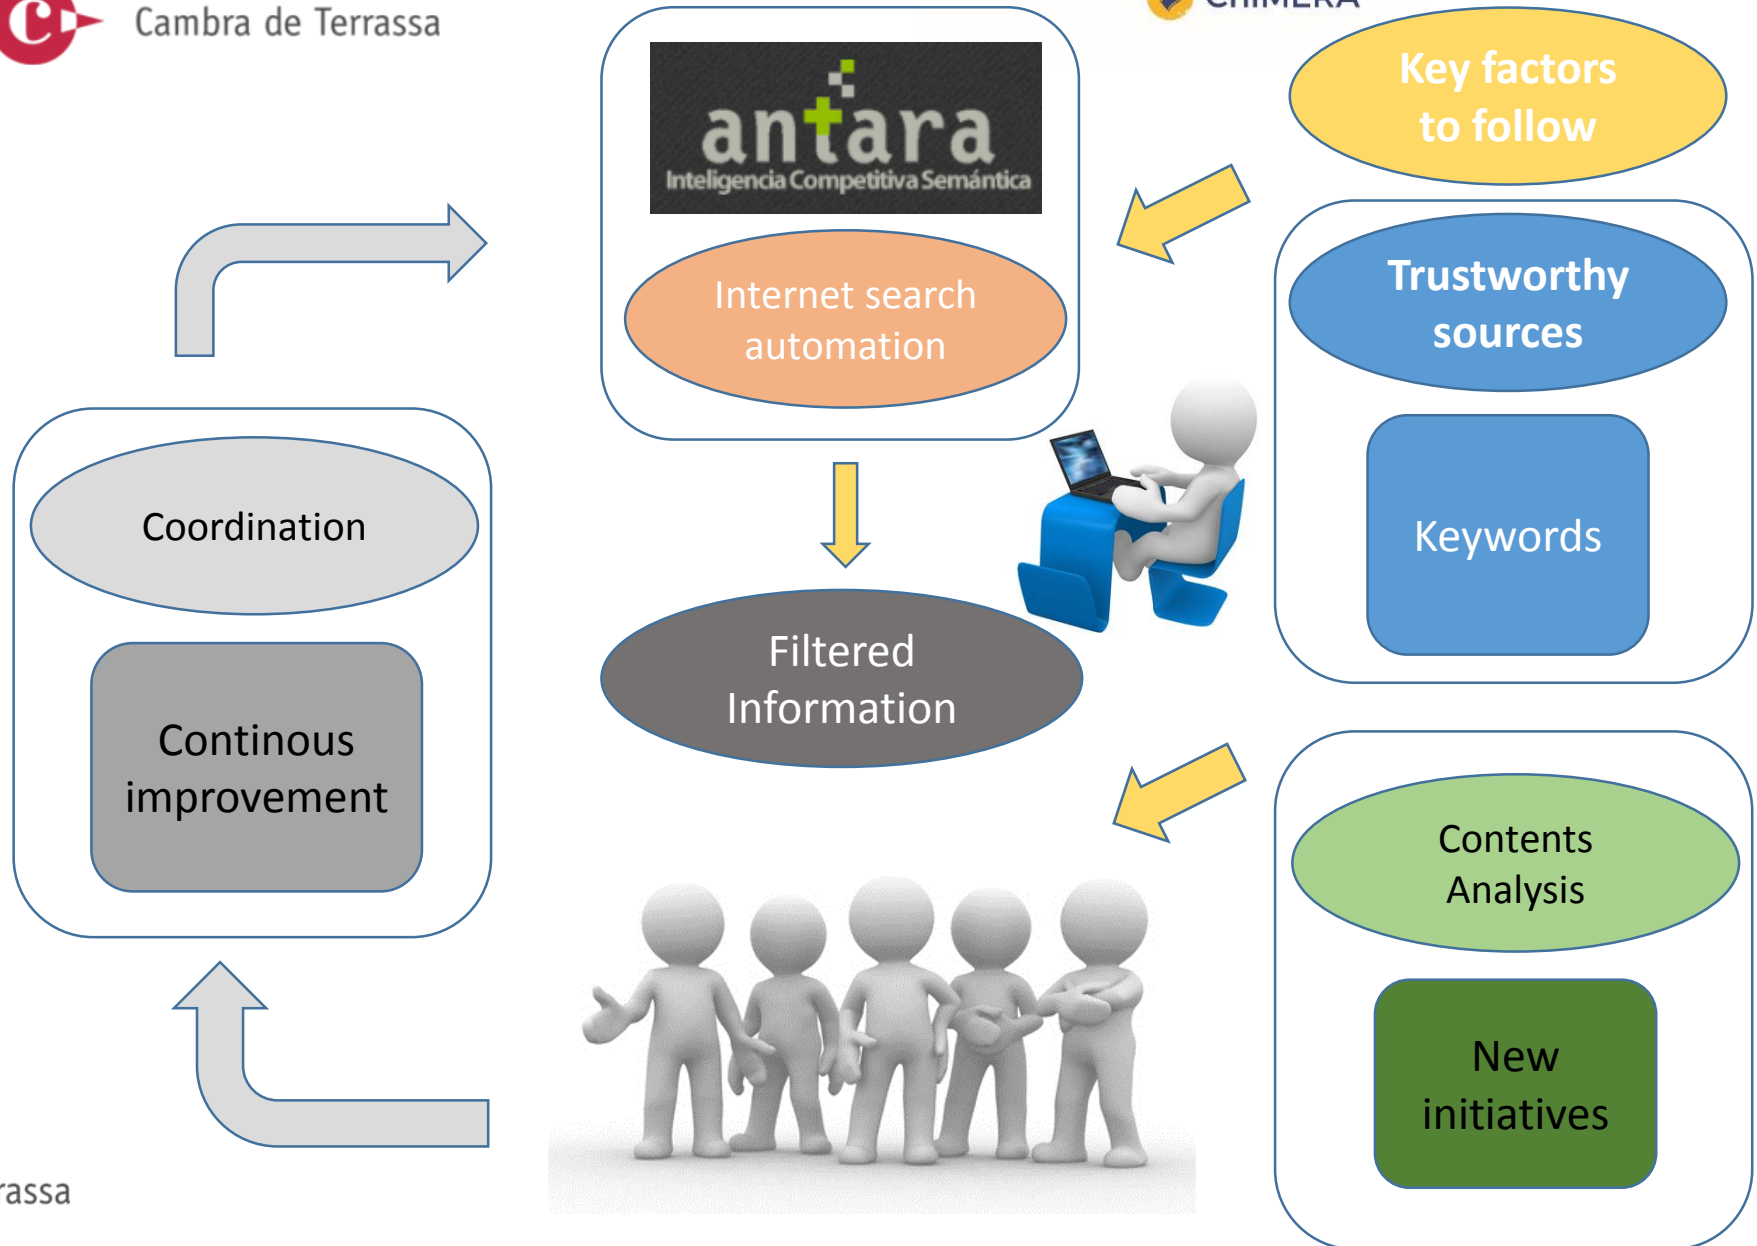 Cambra de Terrassa
CHIMERA
antara
Inteligencia Competitiva Semántica
Key factors
to follow
Internet search
automation
Trustworthy
sources
Keywords
Coordination
Continous
improvement
Filtered
Information
Contents
Analysis
New
initiatives
rassa